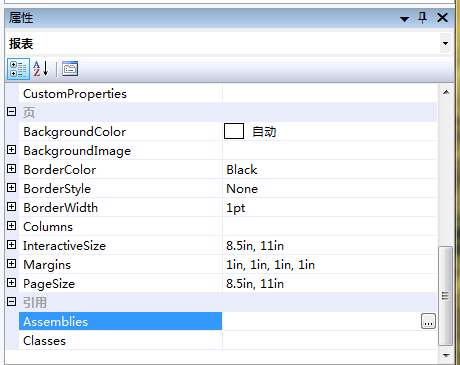 属性
报表
CustomProperties
页
BackgroundColor 自动
BackgroundImage
BorderColor Black
BorderStyle None
BorderWidth 1pt
Columns
InteractiveSize 8.5in, 11in
Margins 1in, 1in, 1in, 1in
PageSize 8.5in, 11in
引用
Assemblies ...
Classes